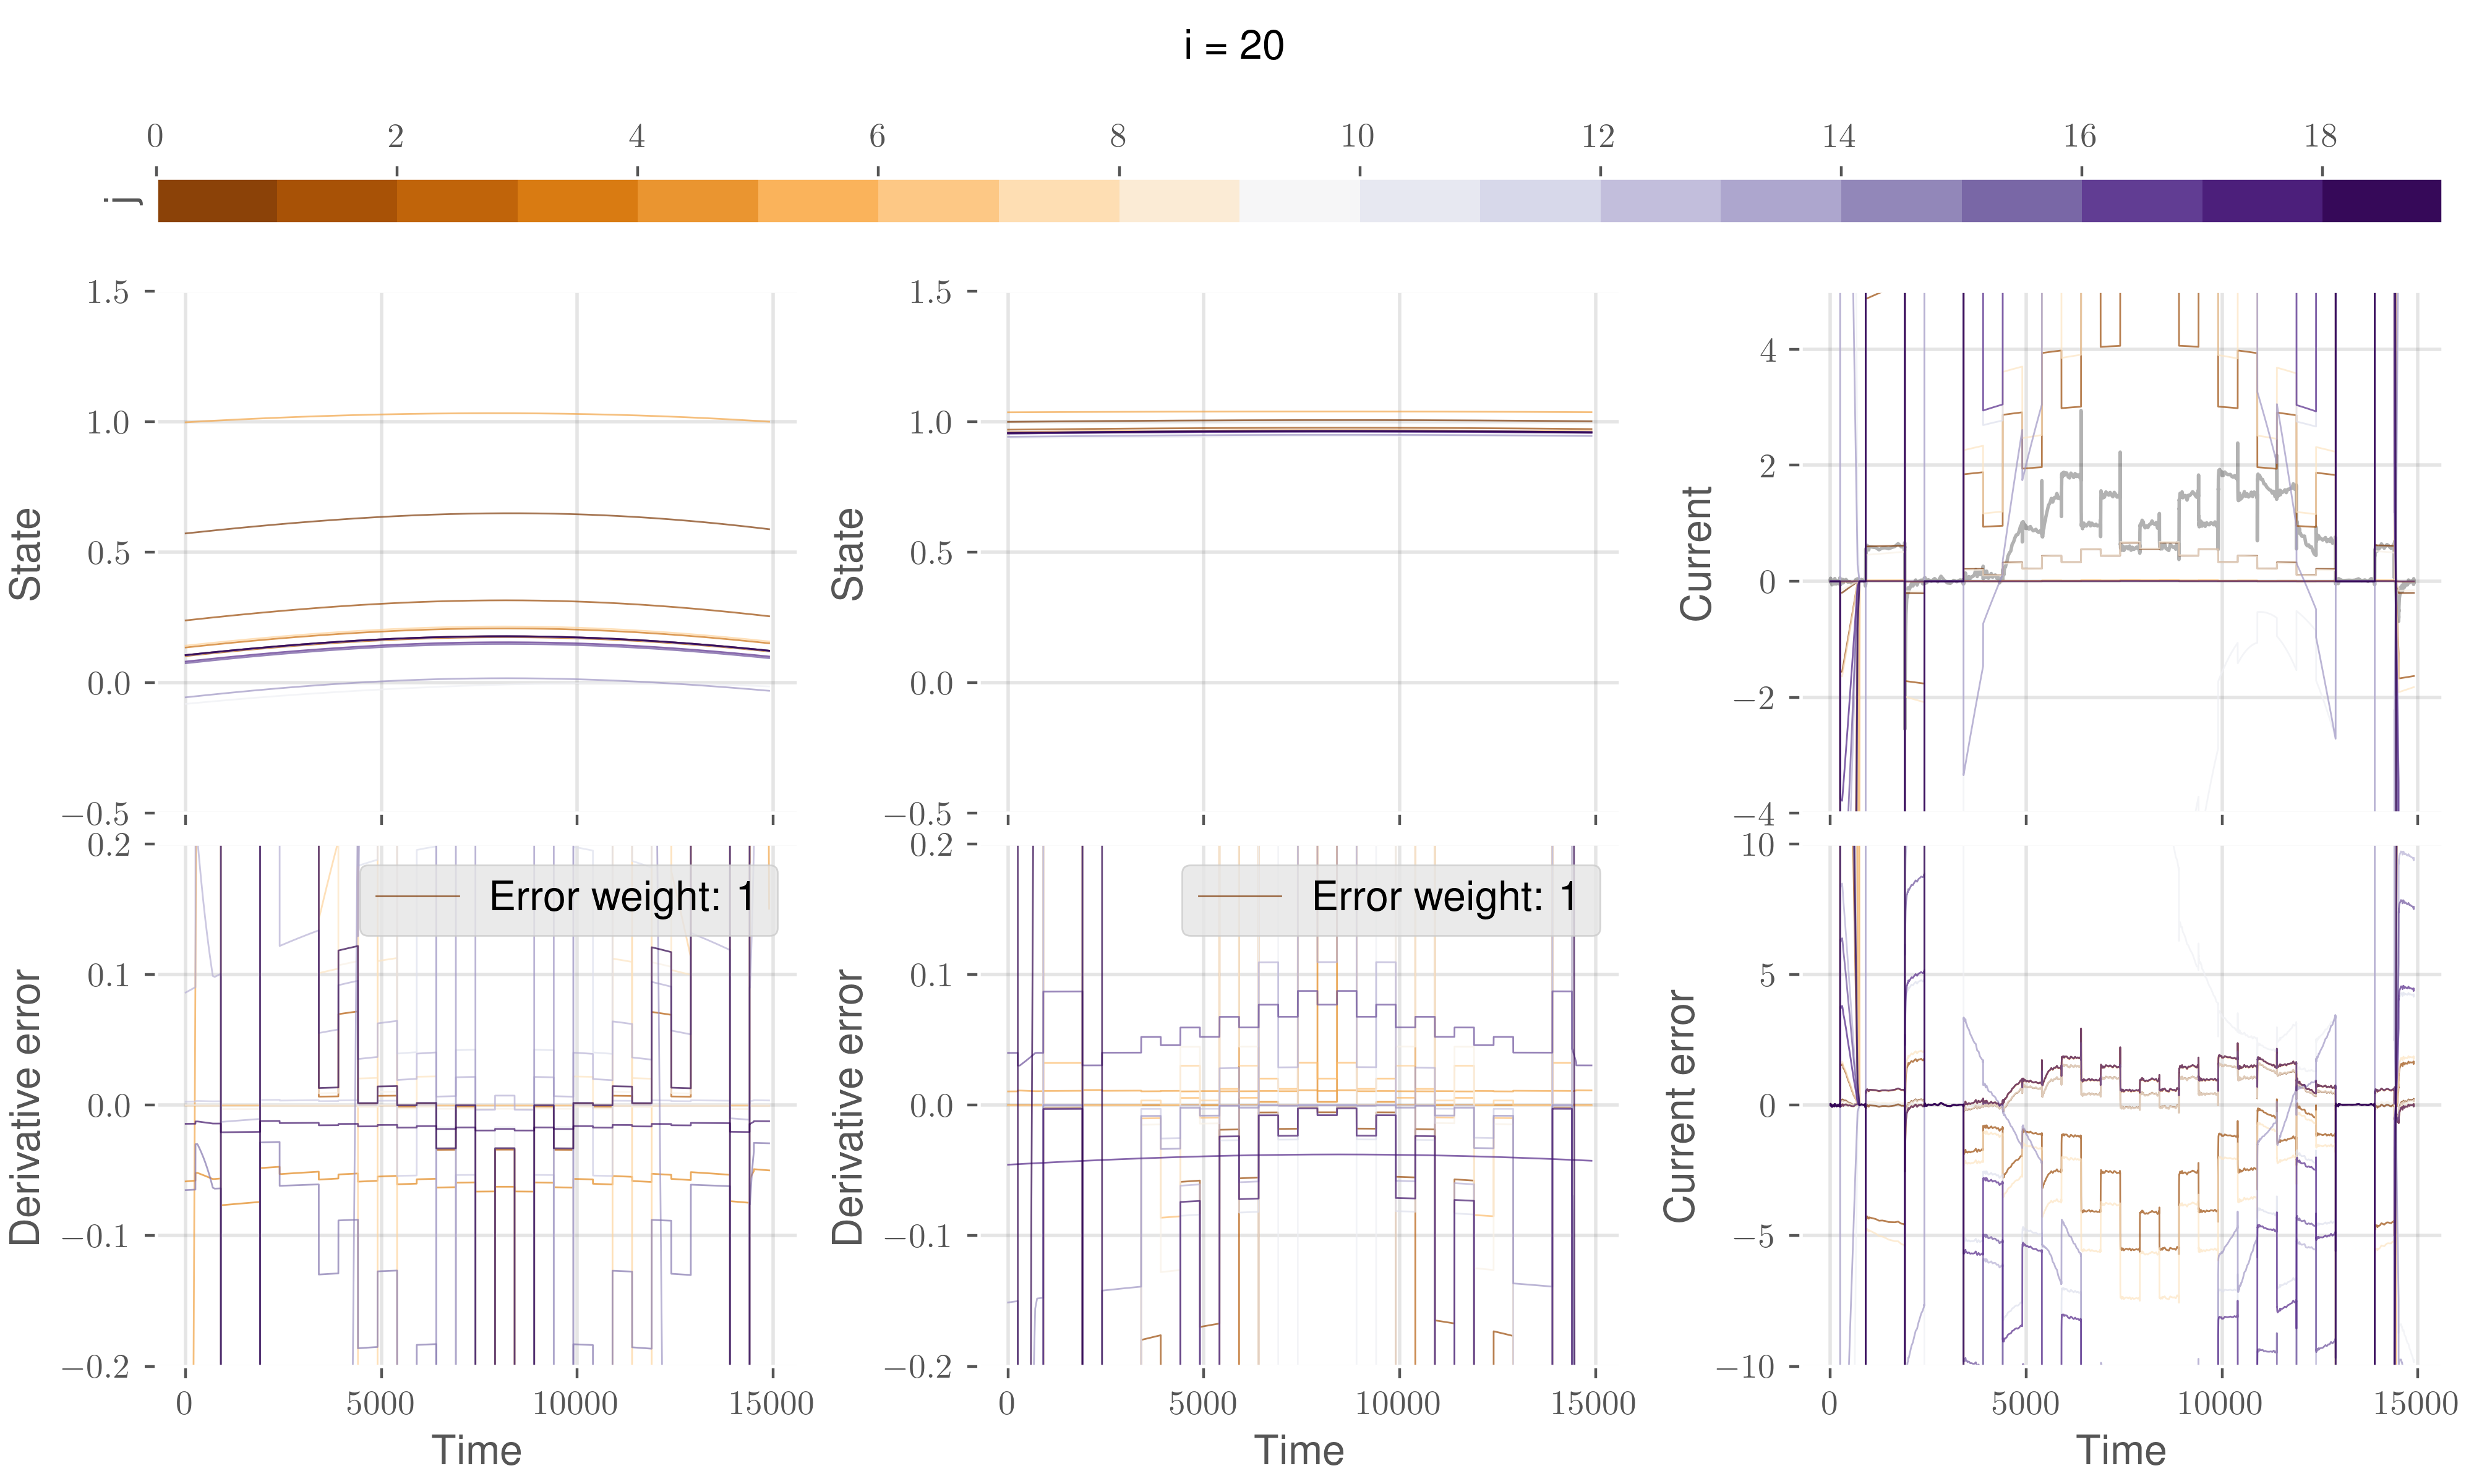 i = 20
0 2 4 6 8 10 12 14 16 18
j
1.5 1.0 0.5 0.0 −0.5
State
1.5 1.0 0.5 0.0 −0.5
State
4 2 0 −2 −4
Current
0.2 0.1 0.0 −0.1 −0.2
Derivative error
Error weight: 1
0 5000 10000 15000
Time
0.2 0.1 0.0 −0.1 −0.2
Derivative error
Error weight: 1
0 5000 10000 15000
Time
10 5 0 −5 −10
Current error
0 5000 10000 15000
Time